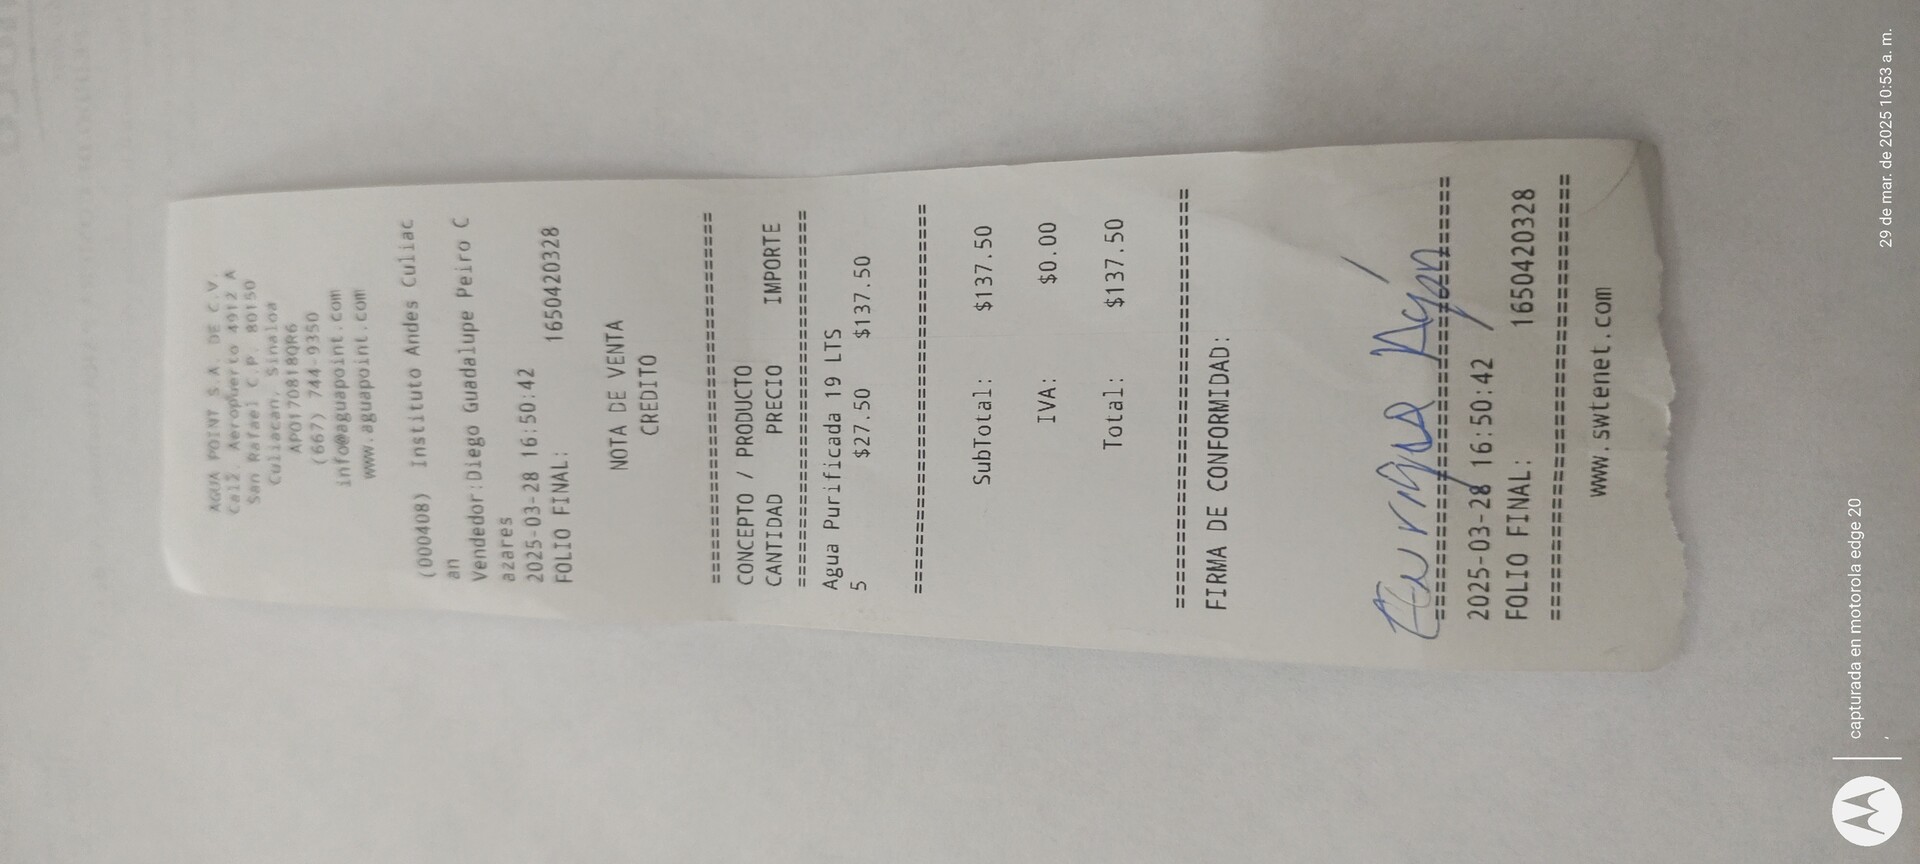 AGUA POINT S.A. DE C.V.
Calz. Aeropuerto 4912 A
San Rafael C.P. 80150
Culiacan, Sinaloa
APO170818QR6
(667) 744-9350
info@aguapoint.com
www.aguapoint.com
(000408) Instituto Andes Culiac
an
Vendedor:Diego Guadalupe Peiro C
azares
2025-03-28 16:50:42
FOLIO FINAL: 1650420328
NOTA DE VENTA
CREDITO
================================
CONCEPTO / PRODUCTO
CANTIDAD PRECIO IMPORTE
================================
Agua Purificada 19 LTS
5 $27.50 $137.50
================================
SubTotal: $137.50
IVA: $0.00
Total: $137.50
================================
FIRMA DE CONFORMIDAD:
================================
2025-03-28 16:50:42
FOLIO FINAL: 1650420328
================================
www.swtenet.com
capturada en motorola edge 20
29 de mar. de 2025 10:53 a. m.